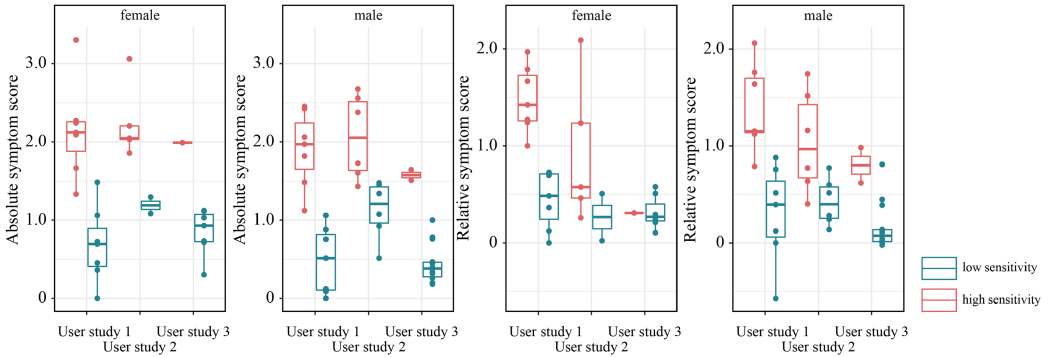 female
male
female
male
Absolute symptom score
3.0
2.0
1.0
0
User study 1
User study 2
User study 3
Absolute symptom score
3.0
2.0
1.0
0
User study 1
User study 2
User study 3
Relative symptom score
2.0
1.0
0
User study 1
User study 2
User study 3
Relative symptom score
2.0
1.0
0
User study 1
User study 2
User study 3
low sensitivity
high sensitivity